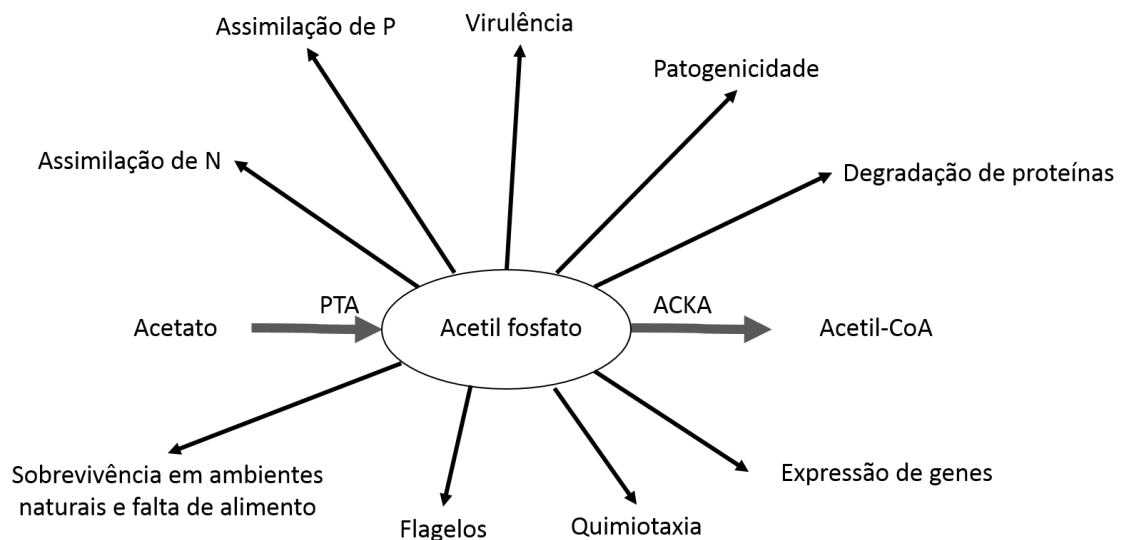 Assimilação de P
Virulência
Patogenicidade
Assimilação de N
Degradação de proteínas
PTA
ACKA
Acetato
Acetil fosfato
Acetil-CoA
Sobrevivência em ambientes
naturais e falta de alimento
Expressão de genes
Flagelos
Quimiotaxia